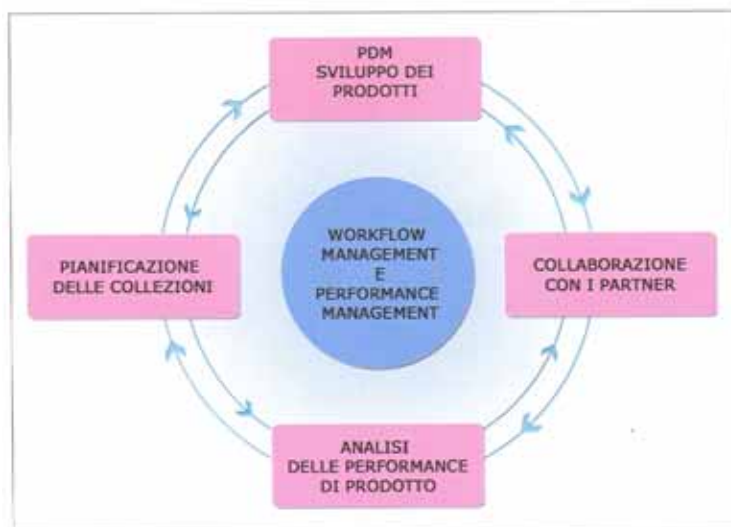 PDM
SVILUPPO DEI
PRODOTTI
PIANIFICAZIONE
DELLE COLLEZIONI
WORKFLOW
MANAGEMENT
E
PERFORMANCE
MANAGEMENT
COLLABORAZIONE
CON I PARTNER
ANALISI
DELLE PERFORMANCE
DI PRODOTTO